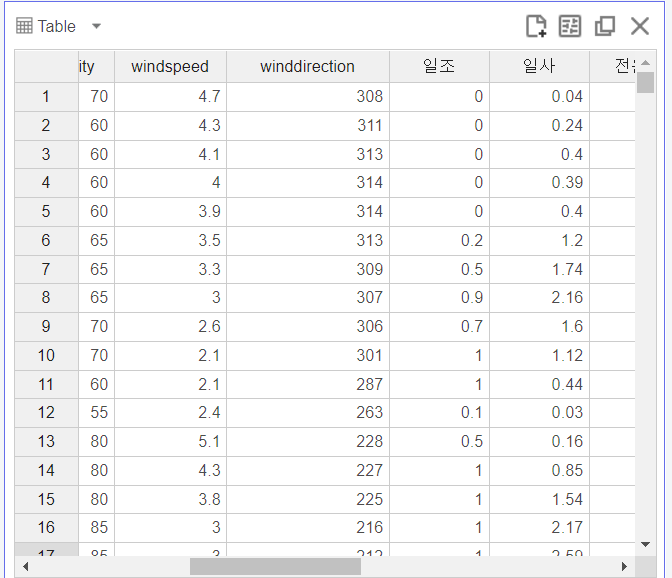 Table
ity windspeed winddirection 일조 일사
1 70 4.7 308 0 0.04
2 60 4.3 311 0 0.24
3 60 4.1 313 0 0.4
4 60 4 314 0 0.39
5 60 3.9 314 0 0.4
6 65 3.5 313 0.2 1.2
7 65 3.3 309 0.5 1.74
8 65 3 307 0.9 2.16
9 70 2.6 306 0.7 1.6
10 70 2.1 301 1 1.12
11 60 2.1 287 1 0.44
12 55 2.4 263 0.1 0.03
13 80 5.1 228 0.5 0.16
14 80 4.3 227 1 0.85
15 80 3.8 225 1 1.54
16 85 3 216 1 2.17
17 85 3 212 1 2.59